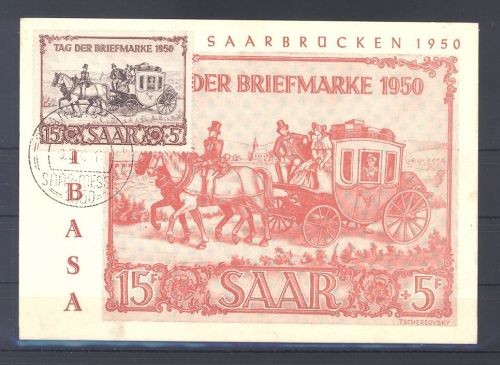 SAARBRÜCKEN 1950
TAG DER BRIEFMARKE 1950
15F SAAR +5F
DER BRIEFMARKE 1950
I
B
A
S
A
15F SAAR +5F
TSCHERSOVSKY